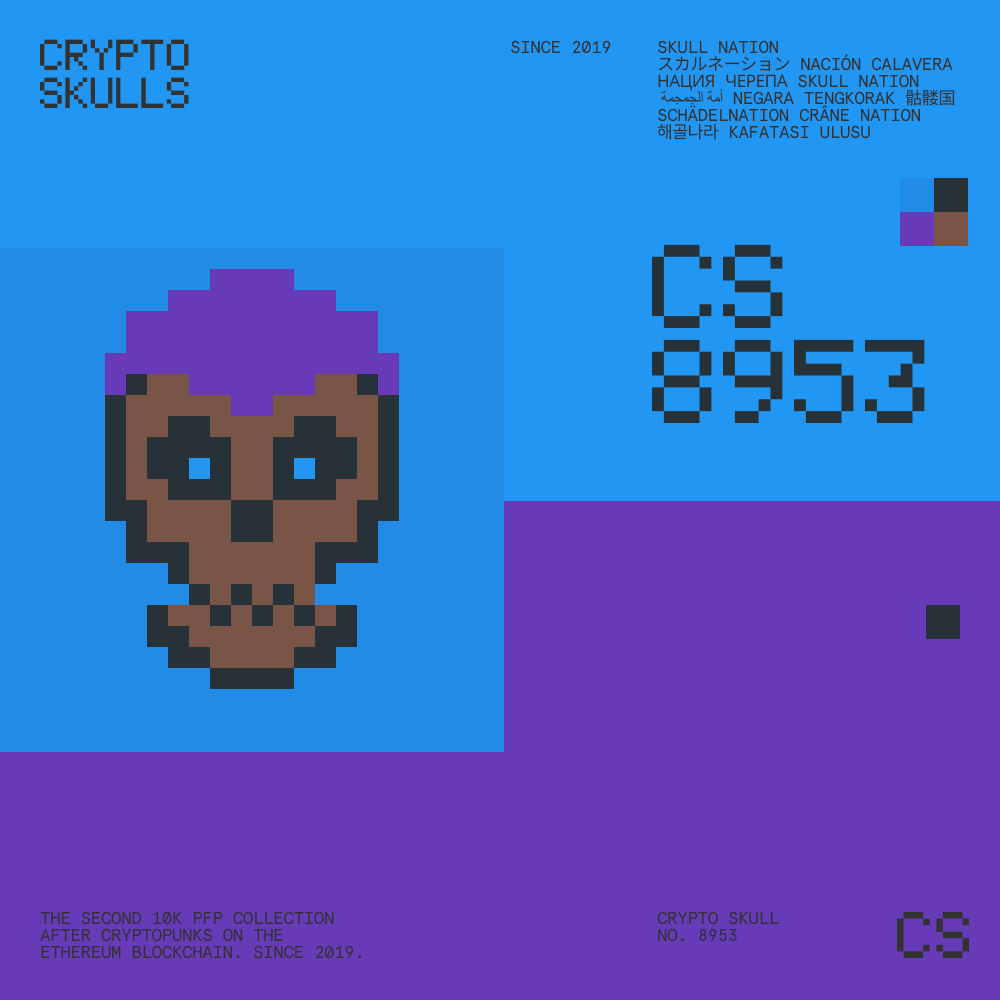 CRYPTO
SKULLS
SINCE 2019
SKULL NATION
スカルネーション NACIÓN CALAVERA
НАЦИЯ ЧЕРЕПА SKULL NATION
أمة الجمجمة NEGARA TENGKORAK 骷髅国
SCHÄDELNATION CRÂNE NATION
해골나라 KAFATASI ULUSU
CS
8953
THE SECOND 10K PFP COLLECTION
AFTER CRYPTOPUNKS ON THE
ETHEREUM BLOCKCHAIN. SINCE 2019.
CRYPTO SKULL
NO. 8953
CS